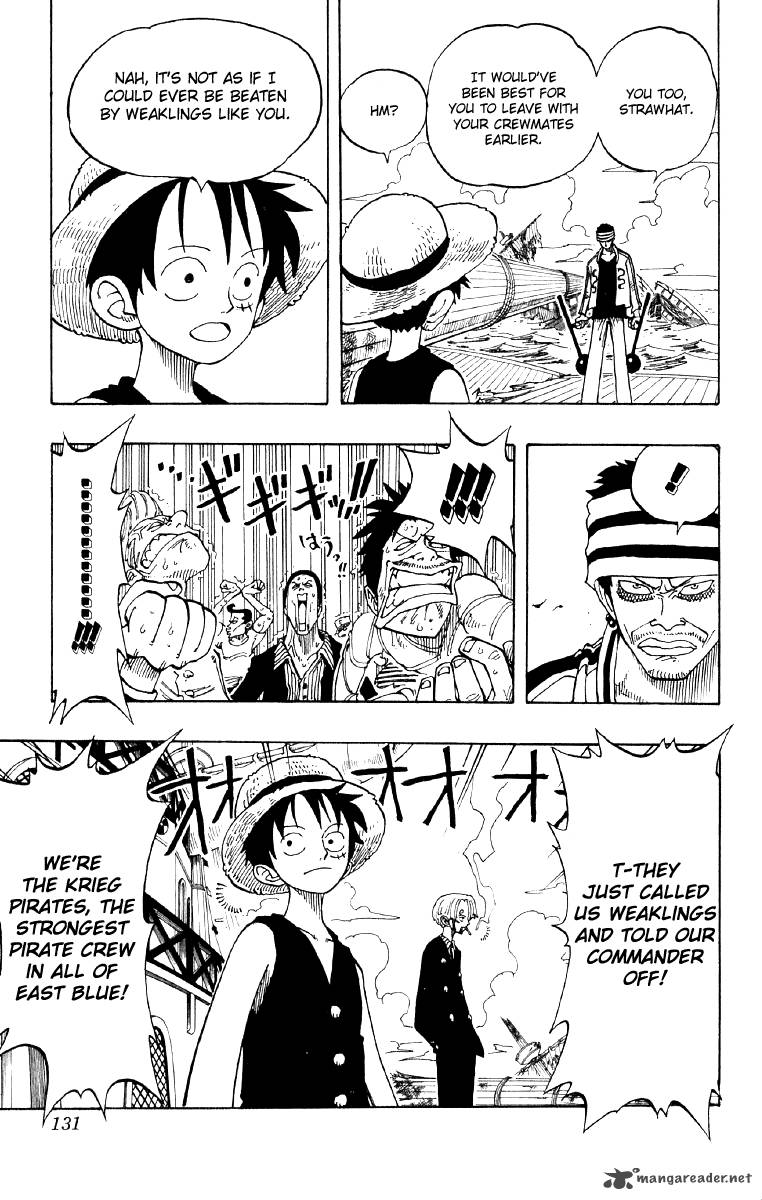 YOU TOO,
STRAWHAT.
IT WOULD'VE
BEEN BEST FOR
YOU TO LEAVE WITH
YOUR CREWMATES
EARLIER.
HM?
NAH, IT'S NOT AS IF I
COULD EVER BE BEATEN
BY WEAKLINGS LIKE YOU.
!
!!!
ギギギ...!!
はうっ!!
..........!!!
T-THEY
JUST CALLED
US WEAKLINGS
AND TOLD OUR
COMMANDER
OFF!
オオオオ
WE'RE
THE KRIEG
PIRATES, THE
STRONGEST
PIRATE CREW
IN ALL OF
EAST BLUE!
131
mangareader.net